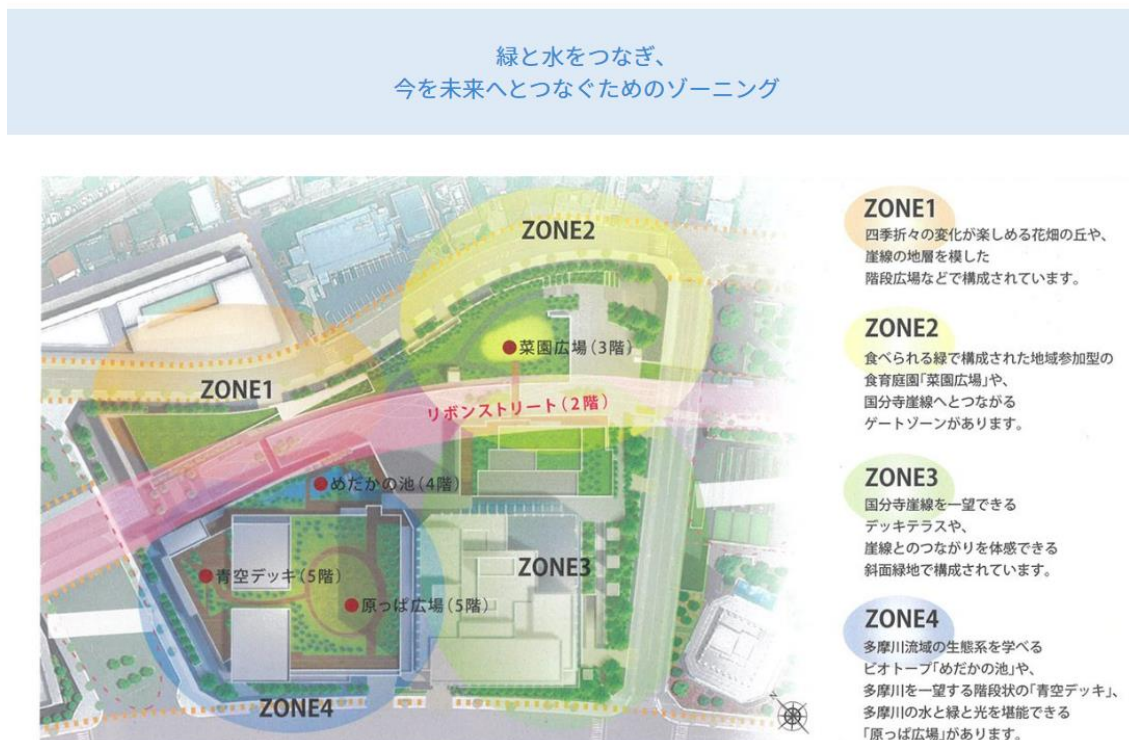 緑と水をつなぎ、
今を未来へとつなぐためのゾーニング
ZONE2
菜園広場(3階)
ZONE1
リボンストリート(2階)
めだかの池(4階)
青空デッキ(5階)
ZONE3
原っぱ広場(5階)
ZONE4
ZONE1
四季折々の変化が楽しめる花畑の丘や、
崖線の地層を模した
階段広場などで構成されています。
ZONE2
食べられる緑で構成された地域参加型の
食育庭園「菜園広場」や、
国分寺崖線へとつながる
ゲートゾーンがあります。
ZONE3
国分寺崖線を一望できる
デッキテラスや、
崖線とのつながりを体感できる
斜面緑地で構成されています。
ZONE4
多摩川流域の生態系を学べる
ビオトープ「めだかの池」や、
多摩川を一望する階段状の「青空デッキ」、
多摩川の水と緑と光を堪能できる
「原っぱ広場」があります。